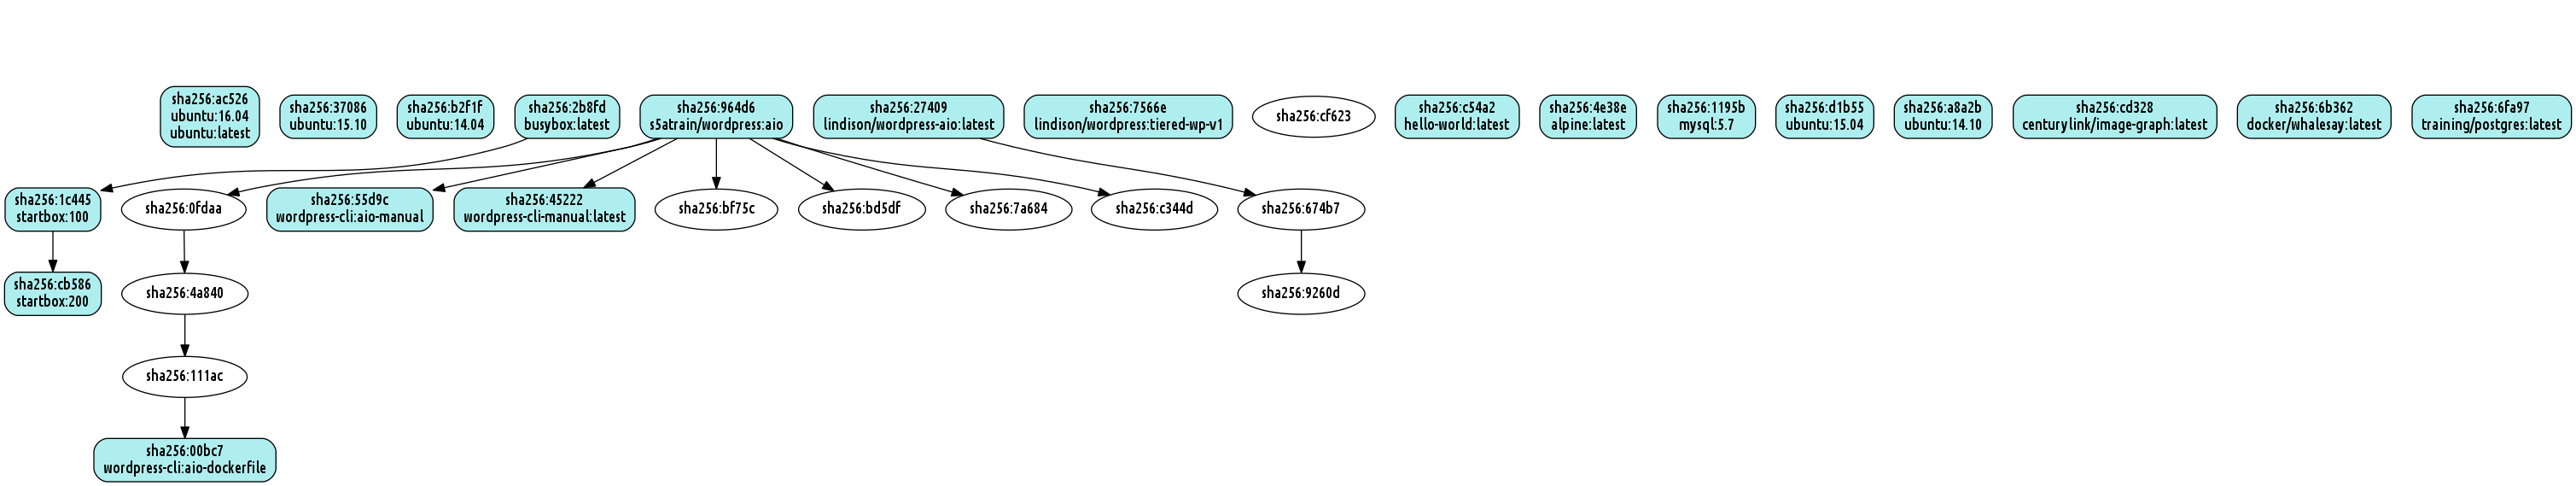 sha256:ac526
ubuntu:16.04
ubuntu:latest
sha256:37086
ubuntu:15.10
sha256:b2f1f
ubuntu:14.04
sha256:2b8fd
busybox:latest
sha256:964d6
s5atrain/wordpress:aio
sha256:27409
lindison/wordpress-aio:latest
sha256:7566e
lindison/wordpress:tiered-wp-v1
sha256:cf623
sha256:c54a2
hello-world:latest
sha256:4e38e
alpine:latest
sha256:1195b
mysql:5.7
sha256:d1b55
ubuntu:15.04
sha256:a8a2b
ubuntu:14.10
sha256:cd328
centurylink/image-graph:latest
sha256:6b362
docker/whalesay:latest
sha256:6fa97
training/postgres:latest
sha256:1c445
startbox:100
sha256:0fdaa
sha256:55d9c
wordpress-cli:aio-manual
sha256:45222
wordpress-cli-manual:latest
sha256:bf75c
sha256:bd5df
sha256:7a684
sha256:c344d
sha256:674b7
sha256:cb586
startbox:200
sha256:4a840
sha256:9260d
sha256:111ac
sha256:00bc7
wordpress-cli:aio-dockerfile